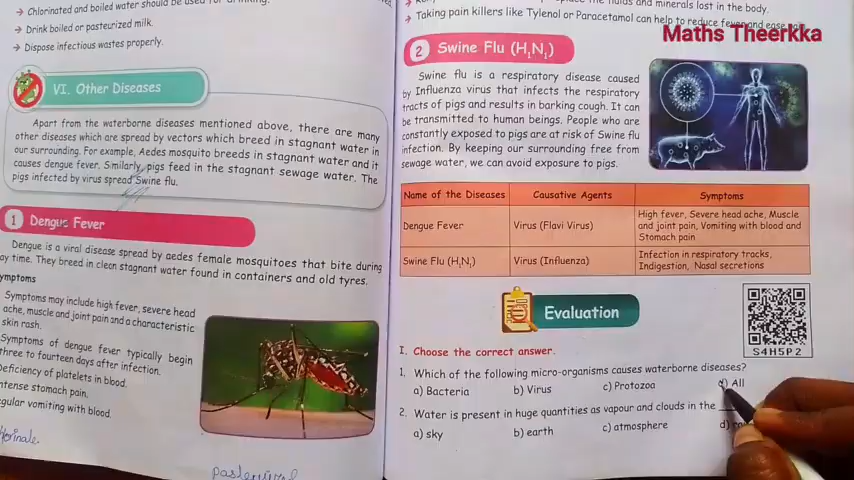 → Chlorinated and boiled water should be used for drinking.
→ Drink boiled or pasteurized milk.
→ Dispose infectious wastes properly.
VI. Other Diseases
Apart from the waterborne diseases mentioned above, there are many
other diseases which are spread by vectors which breed in stagnant water in
our surrounding. For example, Aedes mosquito breeds in stagnant water and it
causes dengue fever. Similarly, pigs feed in the stagnant sewage water. The
pigs infected by virus spread Swine flu.
1 Dengue Fever
Dengue is a viral disease spread by aedes female mosquitoes that bite during
ay time. They breed in clean stagnant water found in containers and old tyres.
ymptoms
Symptoms may include high fever, severe head
ache, muscle and joint pain and a characteristic
skin rash.
Symptoms of dengue fever typically begin
three to fourteen days after infection.
Deficiency of platelets in blood.
ntense stomach pain.
gular vomiting with blood.
the fluids and minerals lost in the body.
→ Taking pain killers like Tylenol or Paracetamol can help to reduce fever and
Maths Theerkka
2 Swine Flu (H₁N₁)
Swine flu is a respiratory disease caused
by Influenza virus that infects the respiratory
tracts of pigs and results in barking cough. It can
be transmitted to human beings. People who are
constantly exposed to pigs are at risk of Swine flu
infection. By keeping our surrounding free from
sewage water, we can avoid exposure to pigs.
Name of the Diseases Causative Agents Symptoms
Dengue Fever Virus (Flavi Virus) High fever, Severe head ache, Muscle
and joint pain, Vomiting with blood and
Stomach pain
Swine Flu (H₁N₁) Virus (Influenza) Infection in respiratory tracks,
Indigestion, Nasal secretions
Evaluation
S4H5P2
I. Choose the correct answer.
1. Which of the following micro-organisms causes waterborne diseases?
a) Bacteria b) Virus c) Protozoa d) All
2. Water is present in huge quantities as vapour and clouds in the
a) sky b) earth c) atmosphere d)